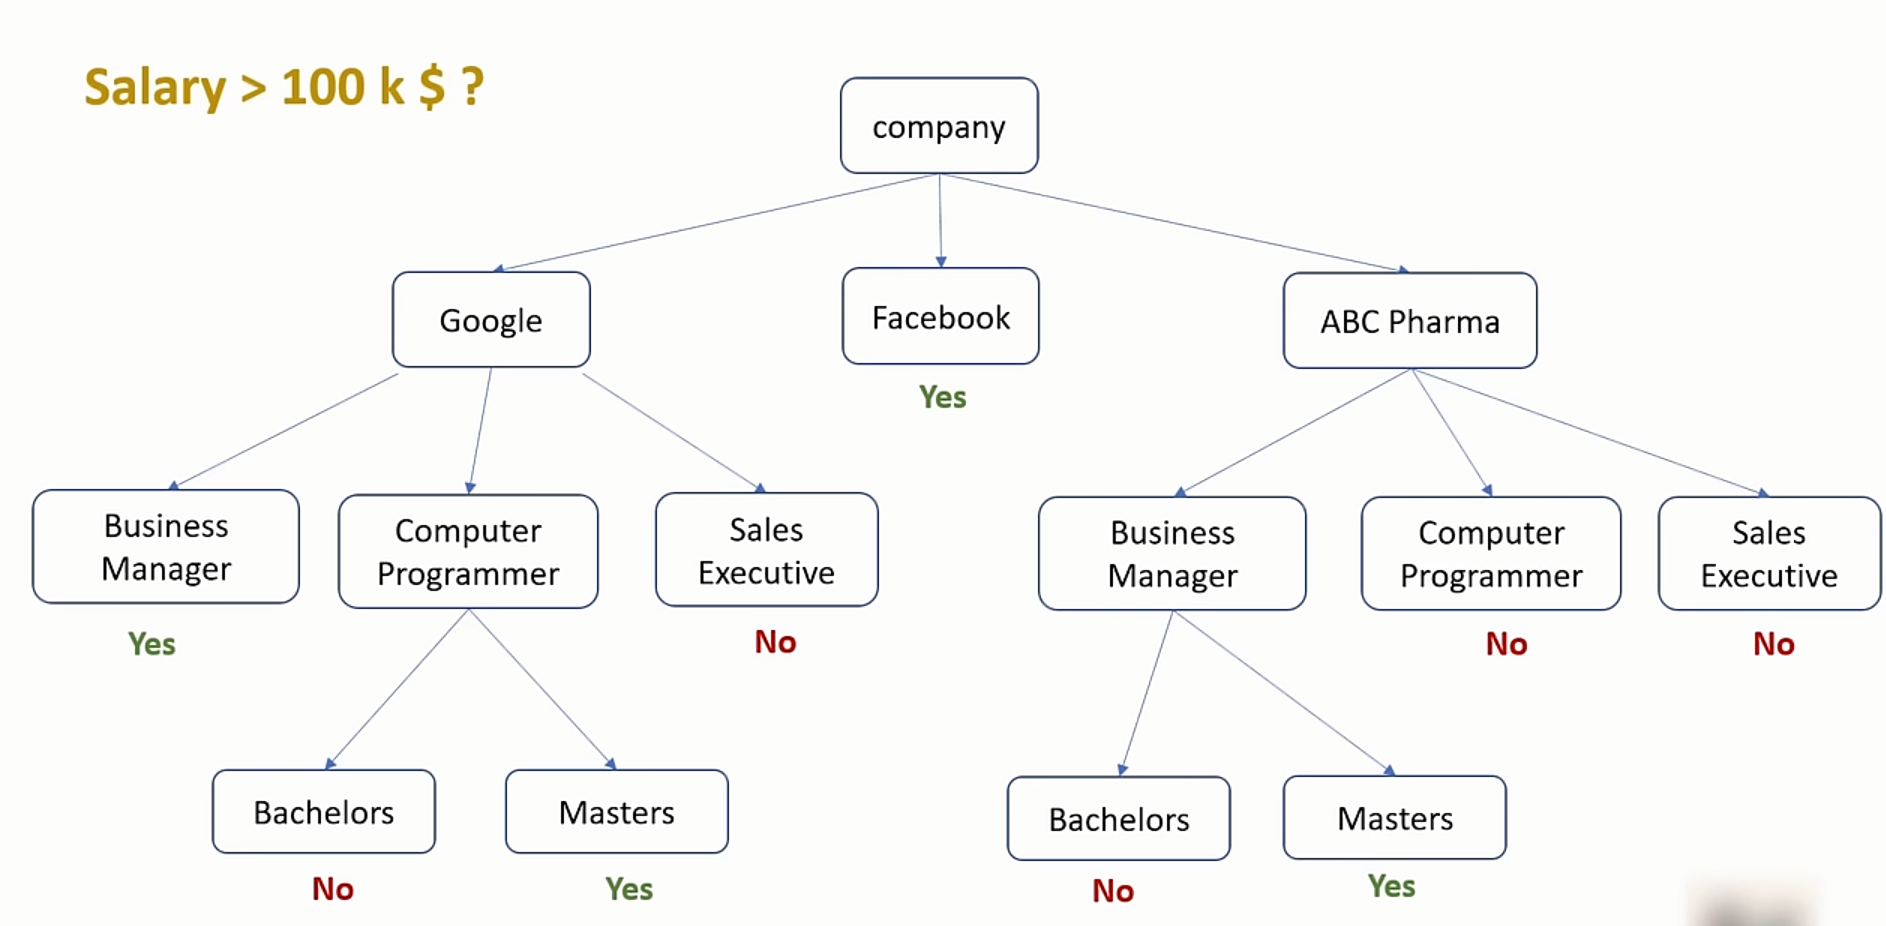 Salary > 100 k $ ?
company
Google
Facebook
ABC Pharma
Yes
Business
Manager
Computer
Programmer
Sales
Executive
Business
Manager
Computer
Programmer
Sales
Executive
Yes
No
No
No
Bachelors
Masters
Bachelors
Masters
No
Yes
No
Yes